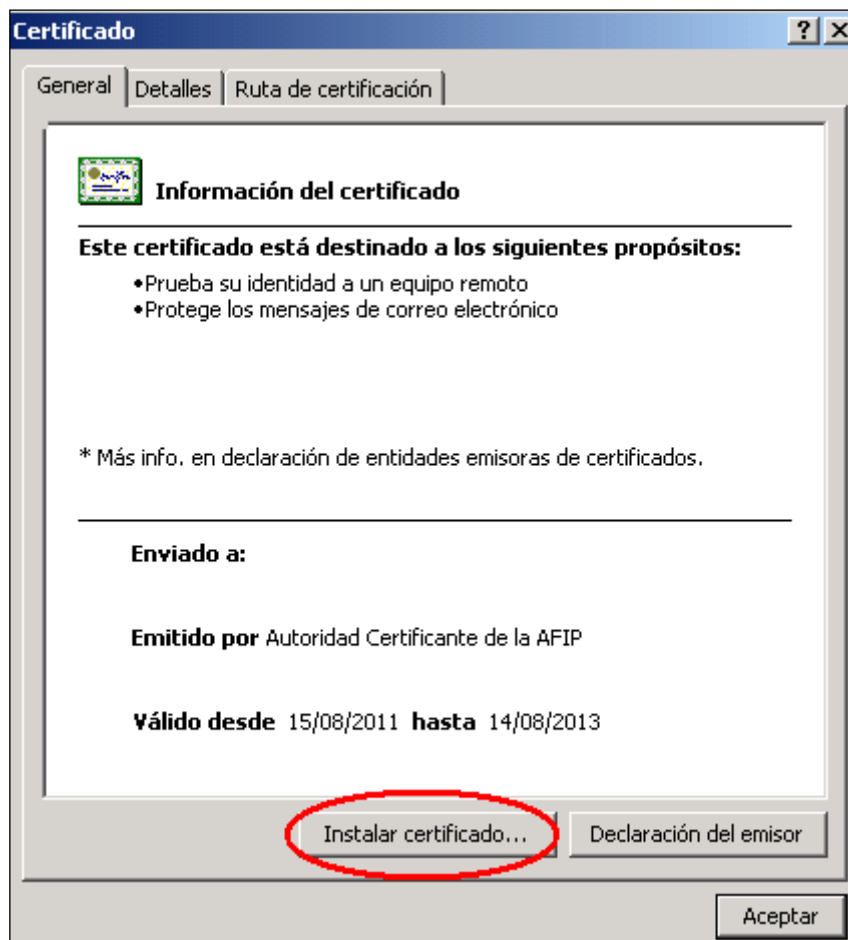 Certificado
General Detalles Ruta de certificación
Información del certificado
Este certificado está destinado a los siguientes propósitos:
•Prueba su identidad a un equipo remoto
•Protege los mensajes de correo electrónico
* Más info. en declaración de entidades emisoras de certificados.
Enviado a:
Emitido por Autoridad Certificante de la AFIP
Válido desde 15/08/2011 hasta 14/08/2013
Instalar certificado... Declaración del emisor
Aceptar